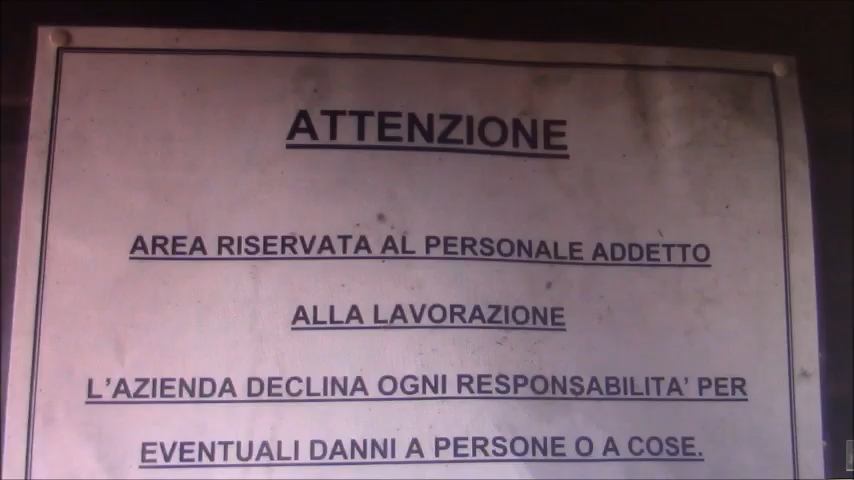 ATTENZIONE
AREA RISERVATA AL PERSONALE ADDETTO
ALLA LAVORAZIONE
L'AZIENDA DECLINA OGNI RESPONSABILITA' PER
EVENTUALI DANNI A PERSONE O A COSE.